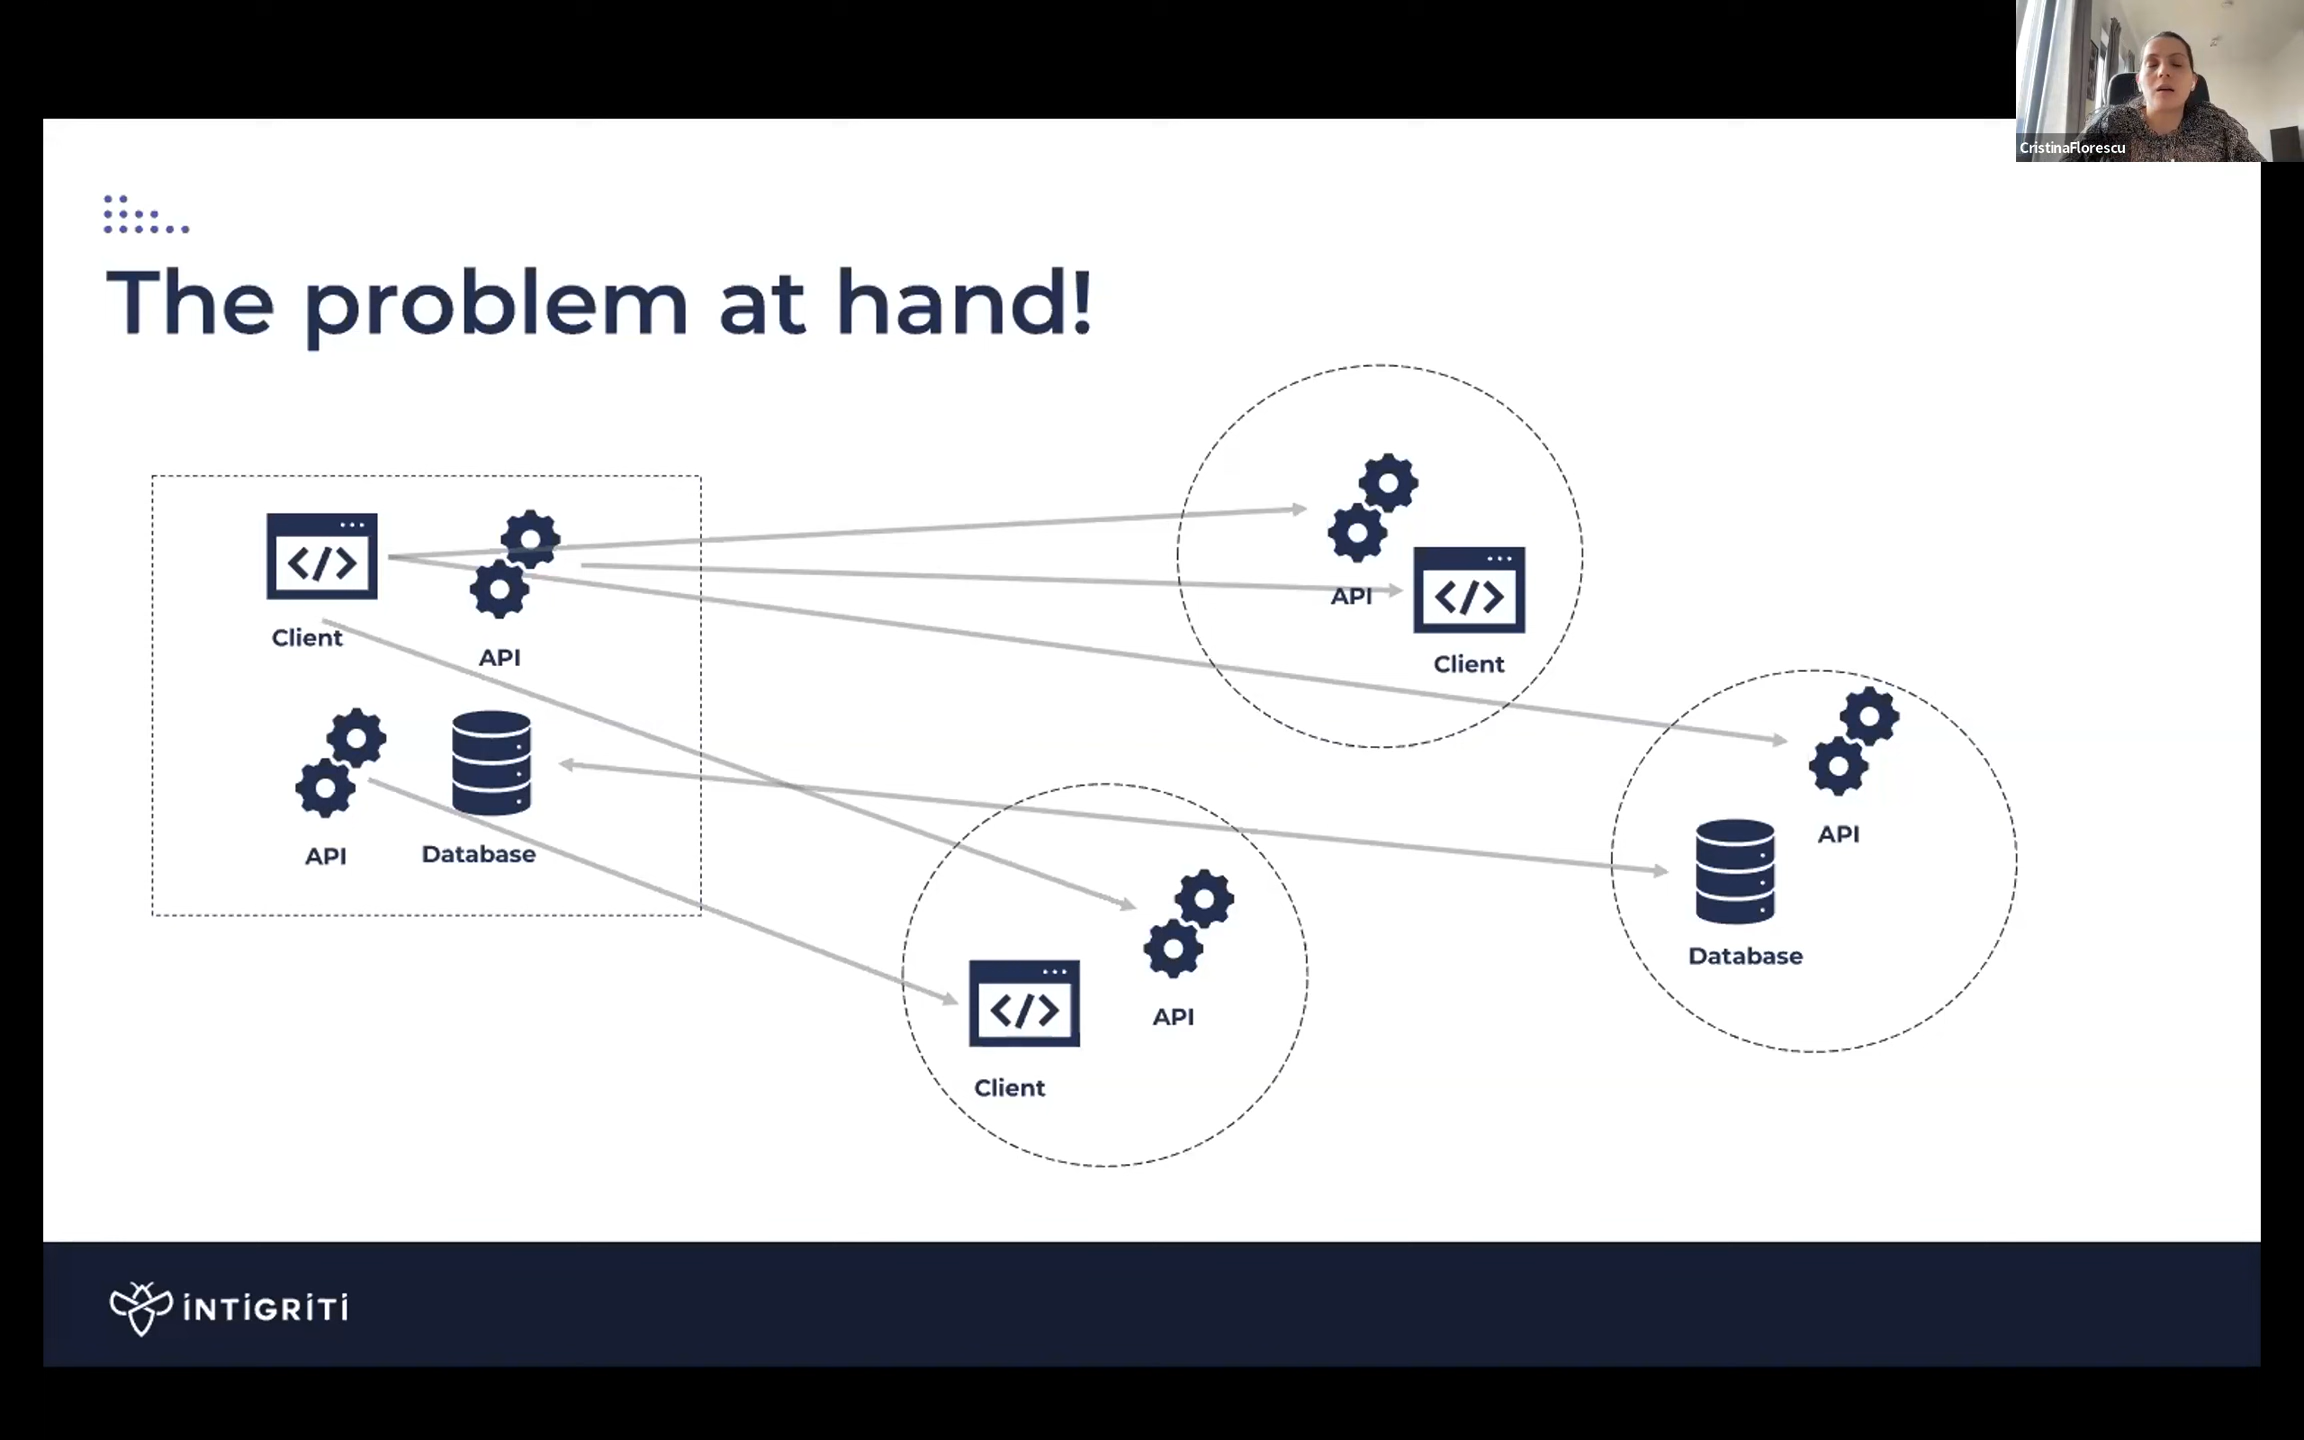 CristinaFlorescu
The problem at hand!
Client
API
API
Database
API
Client
API
Database
API
Client
INTIGRITI